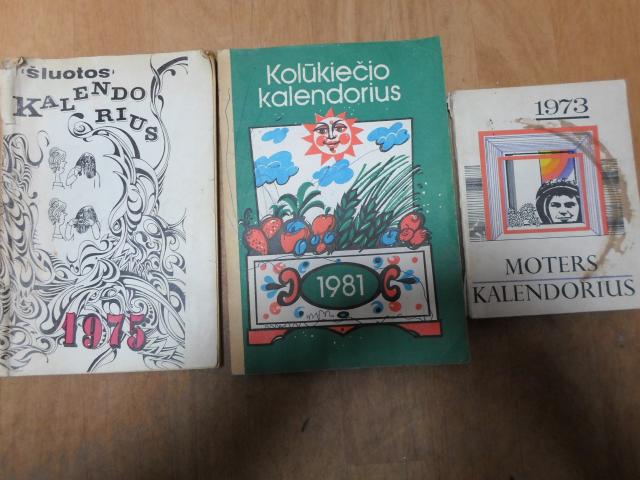 'Šluotos'
KALENDO
RIUS
1975
Kolūkiečio
kalendorius
1981
1973
MOTERS
KALENDORIUS